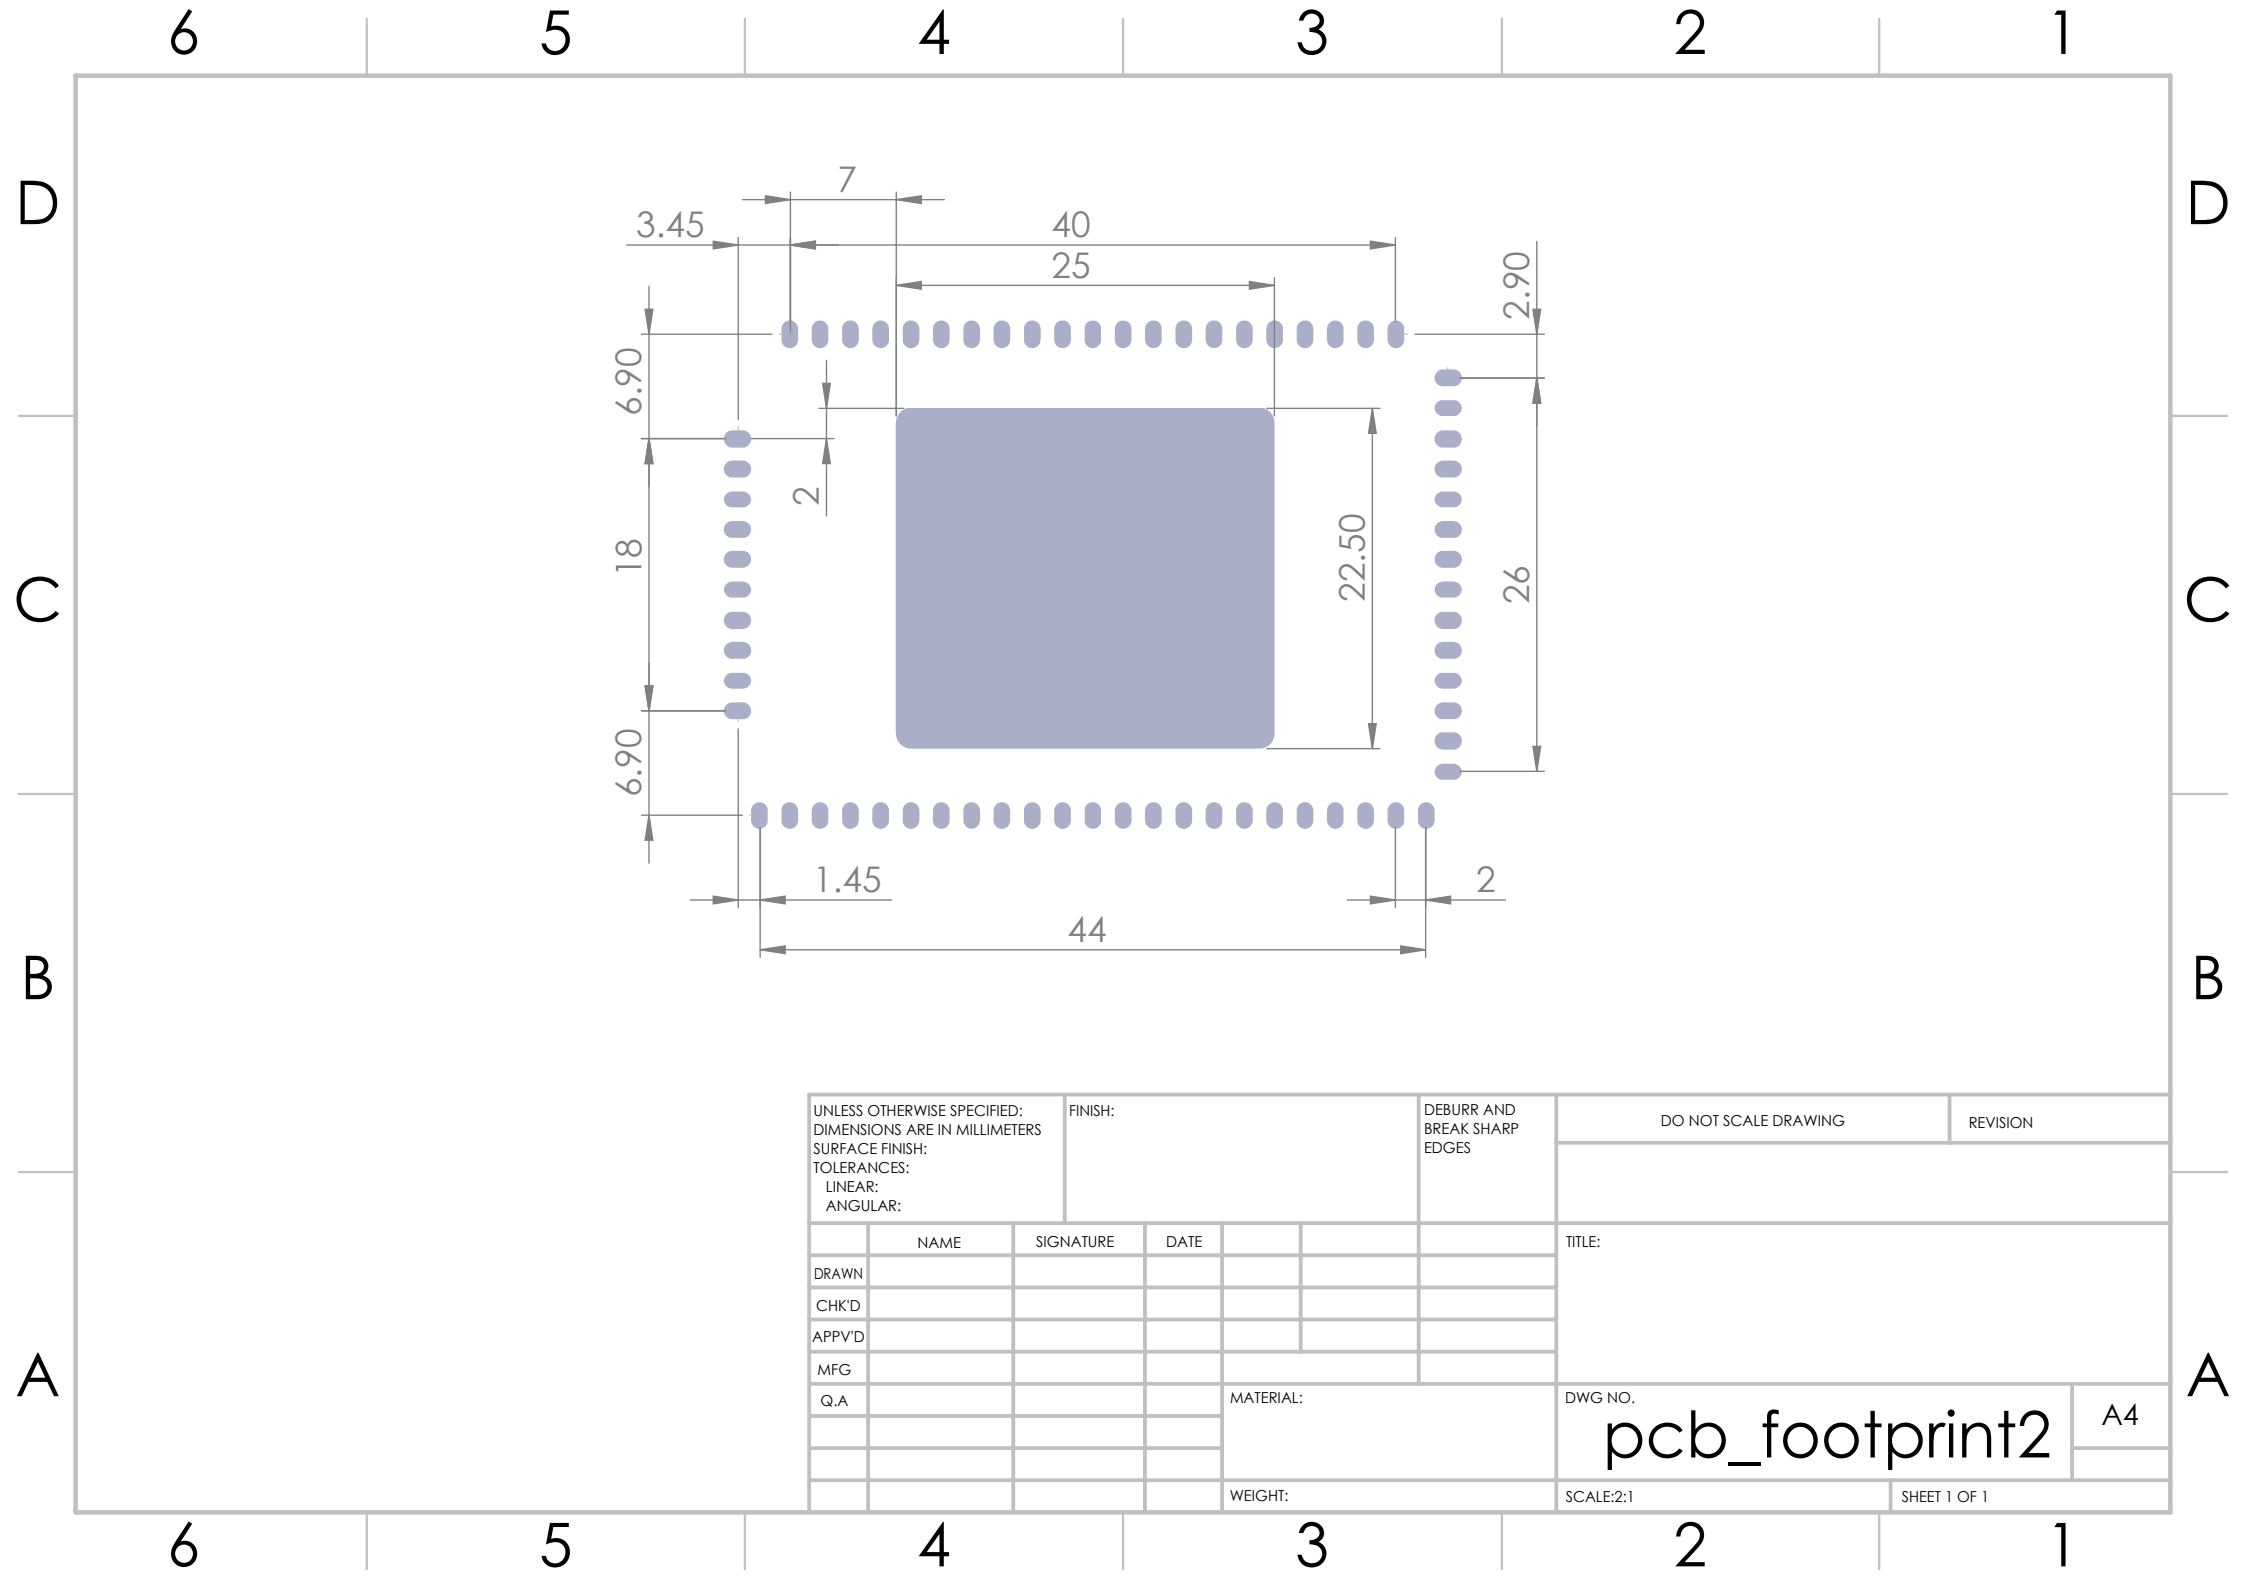 6 5 4 3 2 1
D D
7
3.45 40
25
2.90
6.90
2
18
22.50
26
C C
6.90
1.45 2
44
B B
UNLESS OTHERWISE SPECIFIED:
DIMENSIONS ARE IN MILLIMETERS
SURFACE FINISH:
TOLERANCES:
LINEAR:
ANGULAR:
FINISH:
DEBURR AND
BREAK SHARP
EDGES
DO NOT SCALE DRAWING
REVISION
NAME SIGNATURE DATE
TITLE:
DRAWN
CHK'D
APPV'D
MFG
Q.A
MATERIAL:
DWG NO.
pcb_footprint2
A4
WEIGHT:
SCALE:2:1
SHEET 1 OF 1
A A
6 5 4 3 2 1